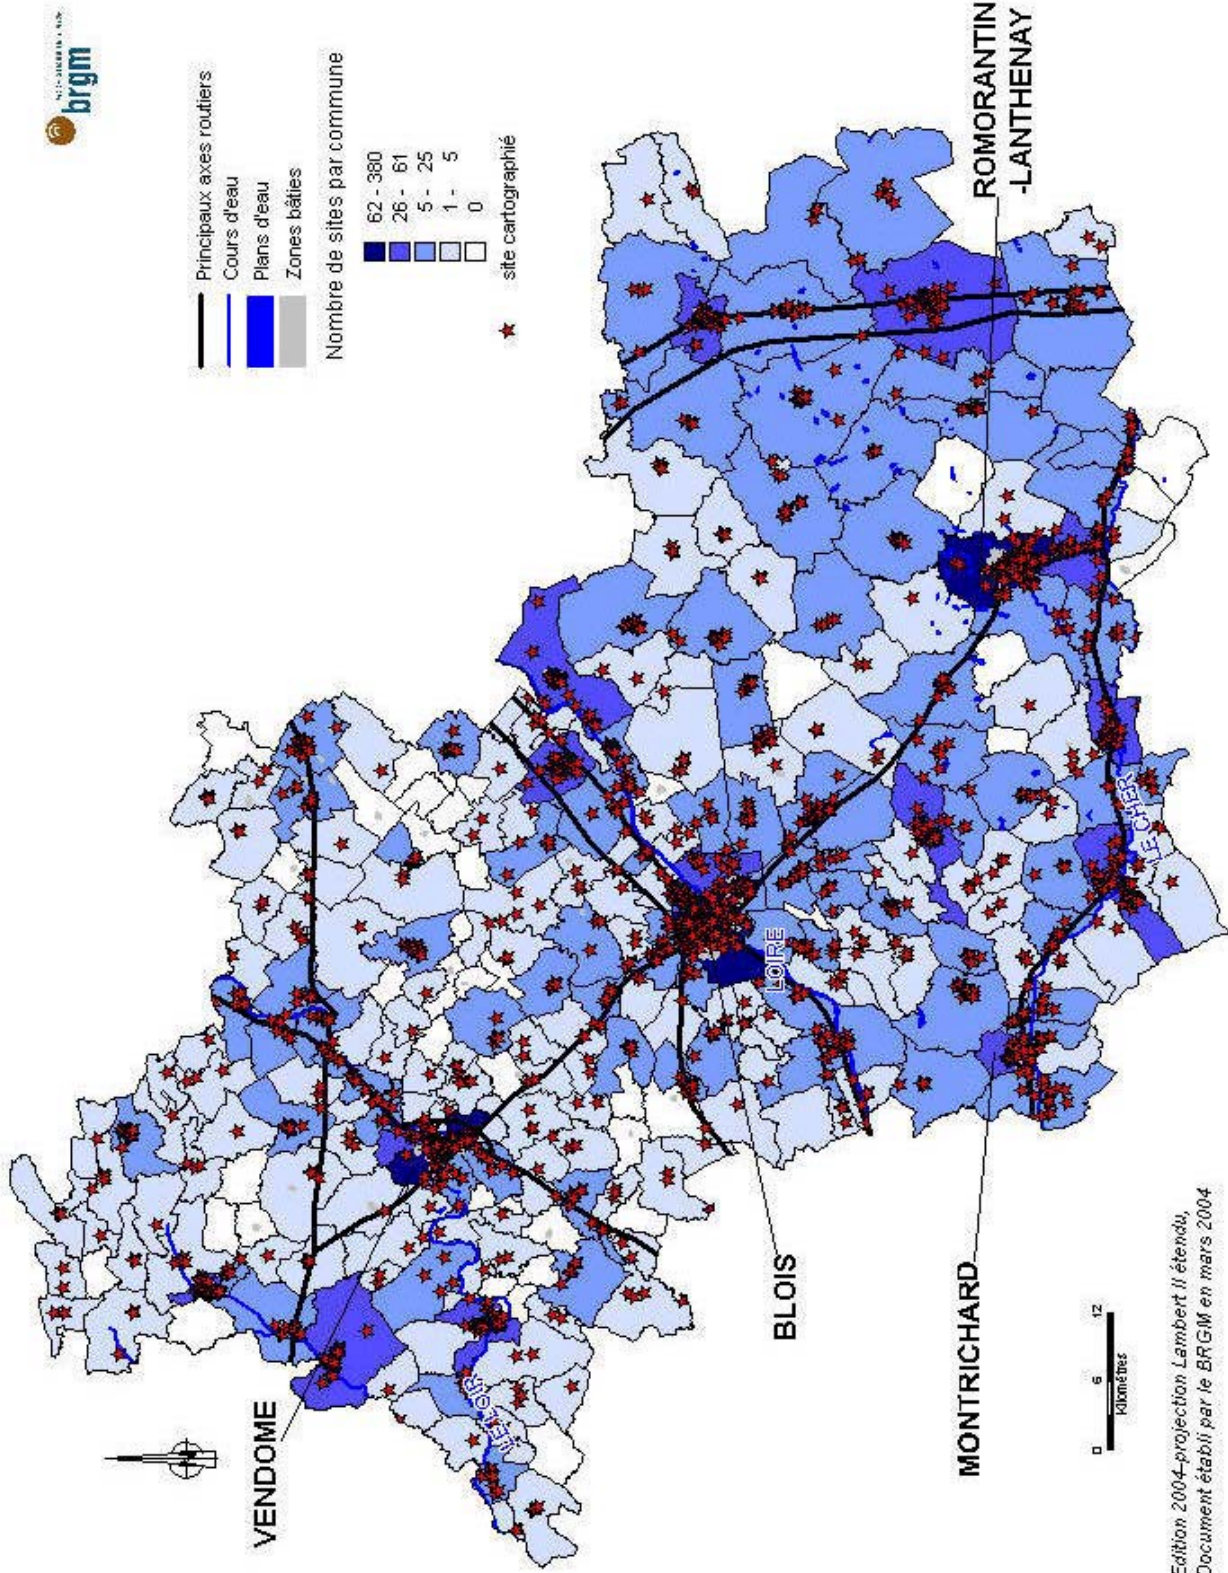 brgm
Principaux axes routiers
Cours d'eau
Plans d'eau
Zones bâties
Nombre de sites par commune
62 - 380
26 - 61
5 - 25
1 - 5
0
site cartographié
VENDOME
LE LOIR
BLOIS
LOIRE
MONTRICHARD
LE CHER
ROMORANTIN
-LANTHENAY
0 6 12
Kilométres
Edition 2004-projection Lambert II étendu,
Document établi par le BRGM en mars 2004